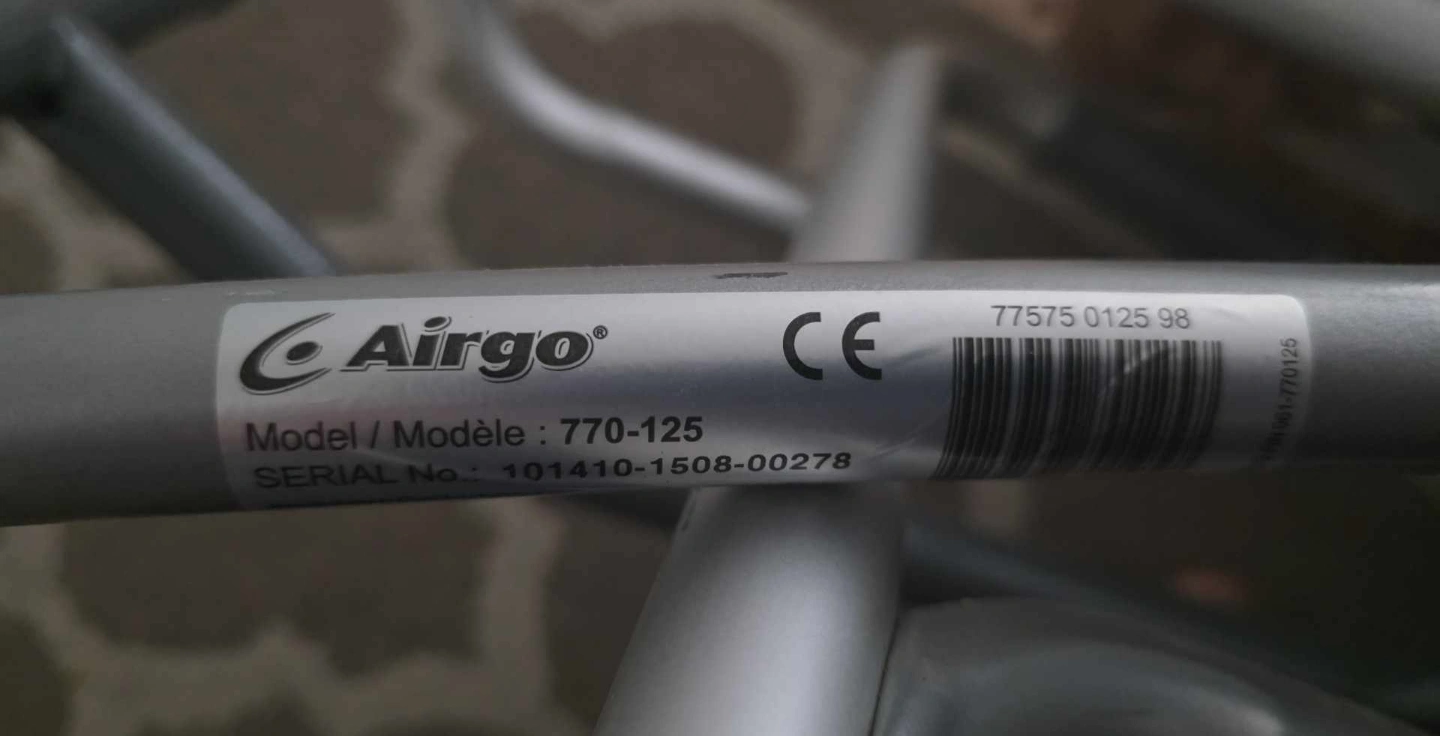 Airgo®
CE
Model / Modèle : 770-125
SERIAL No.: 101410-1508-00278
77575 0125 98